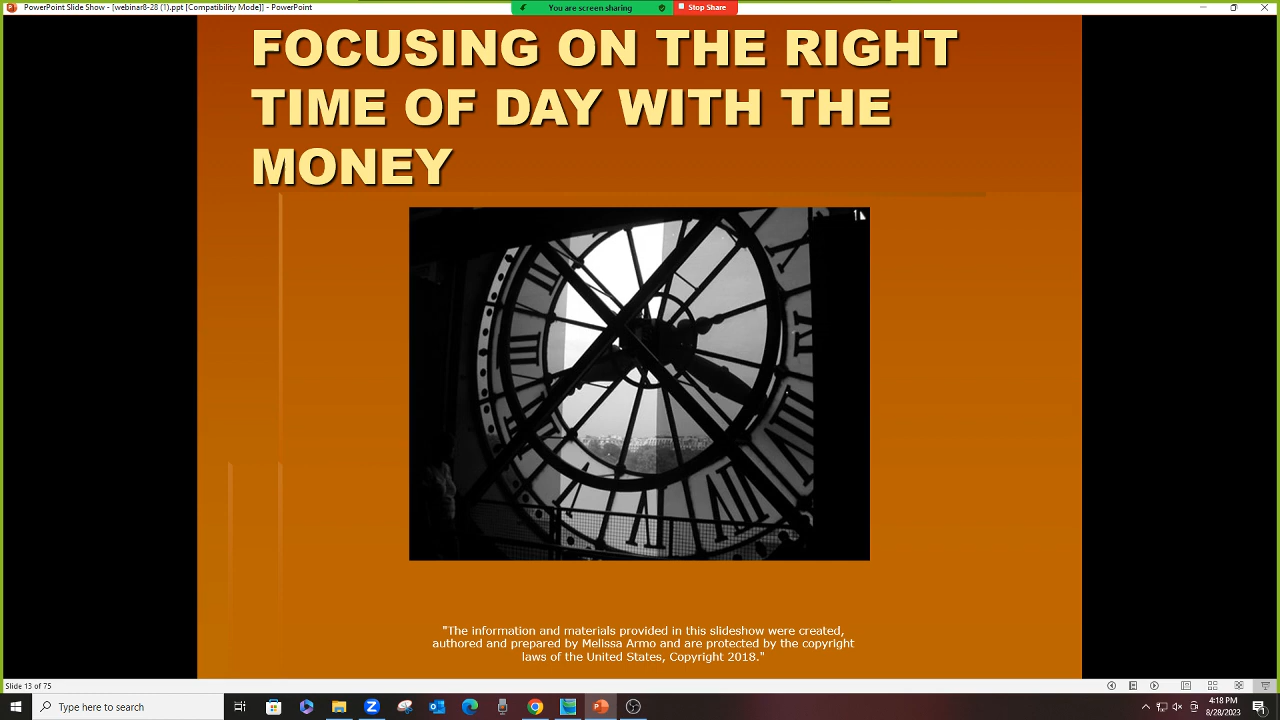 PowerPoint Slide Show - [webinar8-28 (1).ppt [Compatibility Mode]] - PowerPoint
You are screen sharing
Stop Share
FOCUSING ON THE RIGHT
TIME OF DAY WITH THE
MONEY
"The information and materials provided in this slideshow were created,
authored and prepared by Melissa Armo and are protected by the copyright
laws of the United States, Copyright 2018."
Slide 13 of 75
Type here to search
4:18 PM
8/28/2023